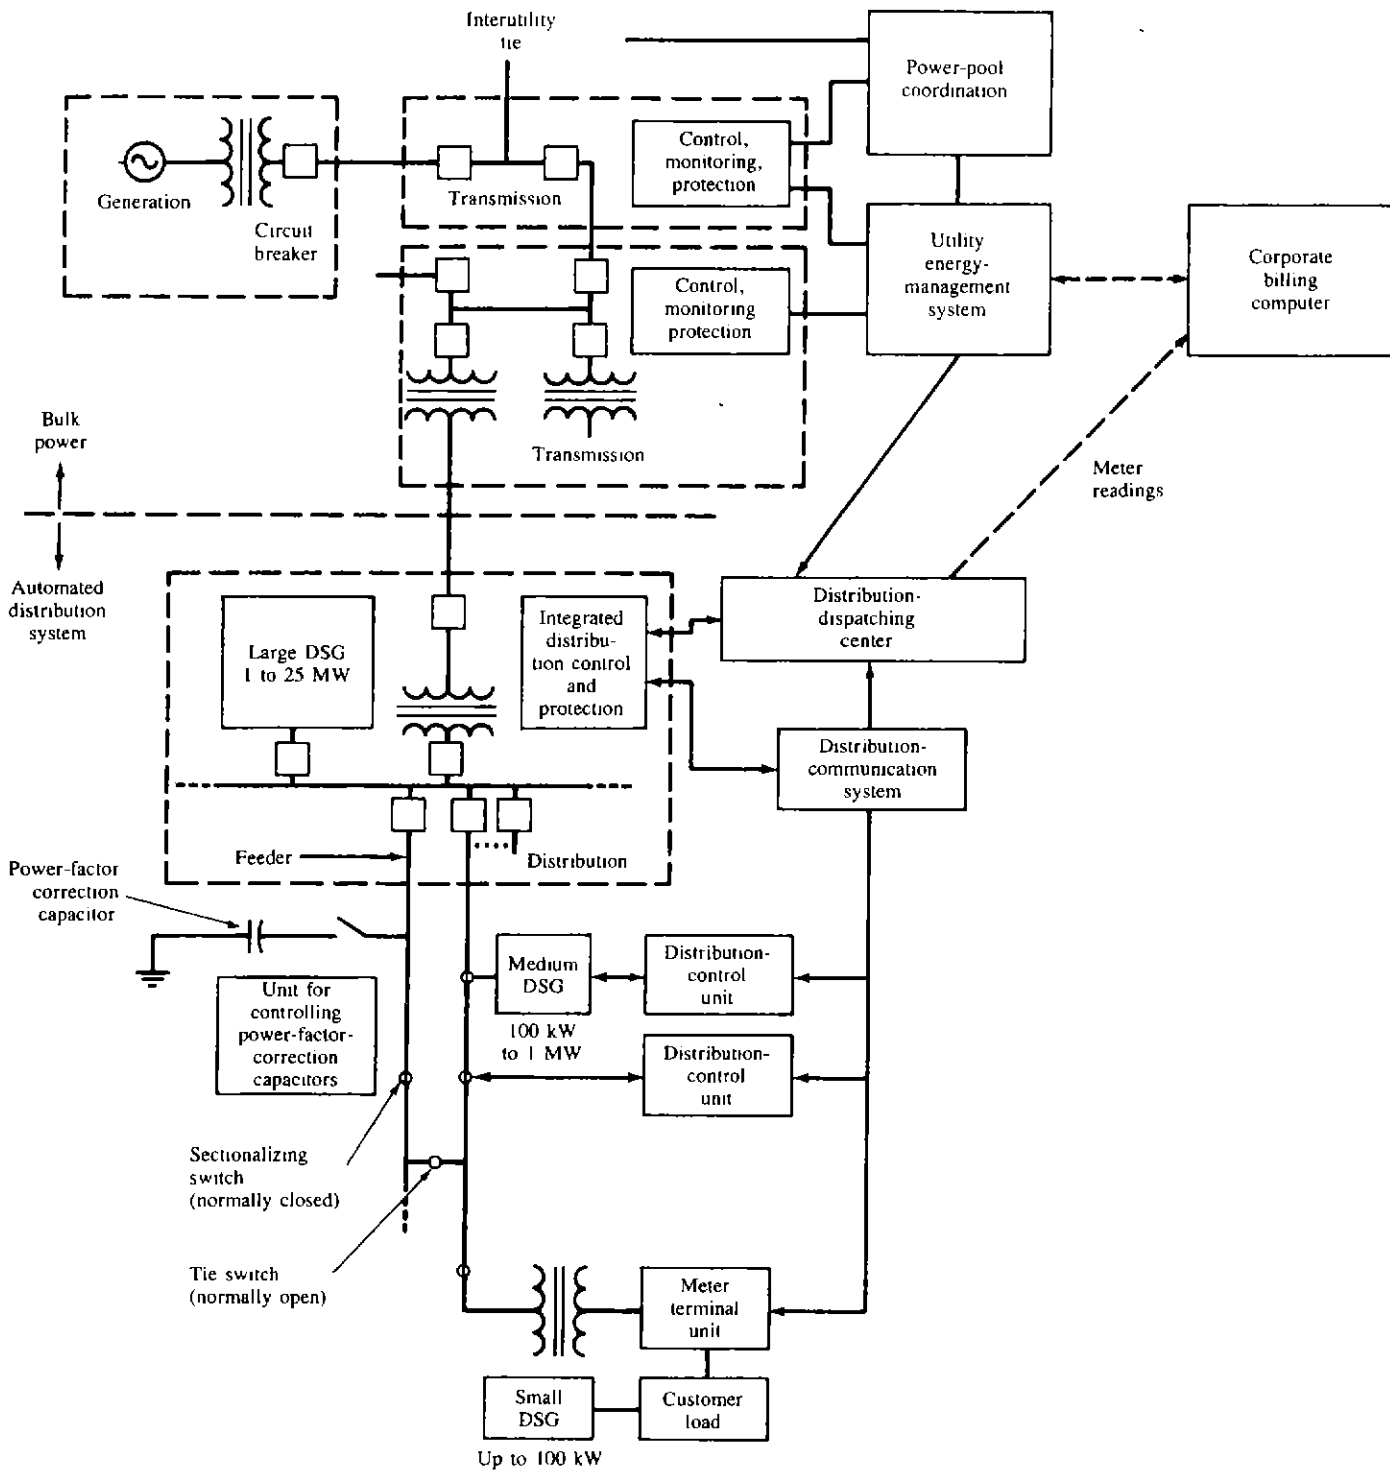 Interutility
tie
Power-pool
coordination
Generation
Circuit
breaker
Transmission
Control,
monitoring,
protection
Utility
energy-
management
system
Corporate
billing
computer
Control,
monitoring
protection
Transmission
Bulk
power
Meter
readings
Automated
distribution
system
Large DSG
1 to 25 MW
Integrated
distribu-
tion control
and
protection
Distribution-
dispatching
center
Distribution-
communication
system
Feeder
Distribution
Power-factor
correction
capacitor
Unit for
controlling
power-factor-
correction
capacitors
Medium
DSG
100 kW
to 1 MW
Distribution-
control
unit
Distribution-
control
unit
Sectionalizing
switch
(normally closed)
Tie switch
(normally open)
Meter
terminal
unit
Small
DSG
Up to 100 kW
Customer
load